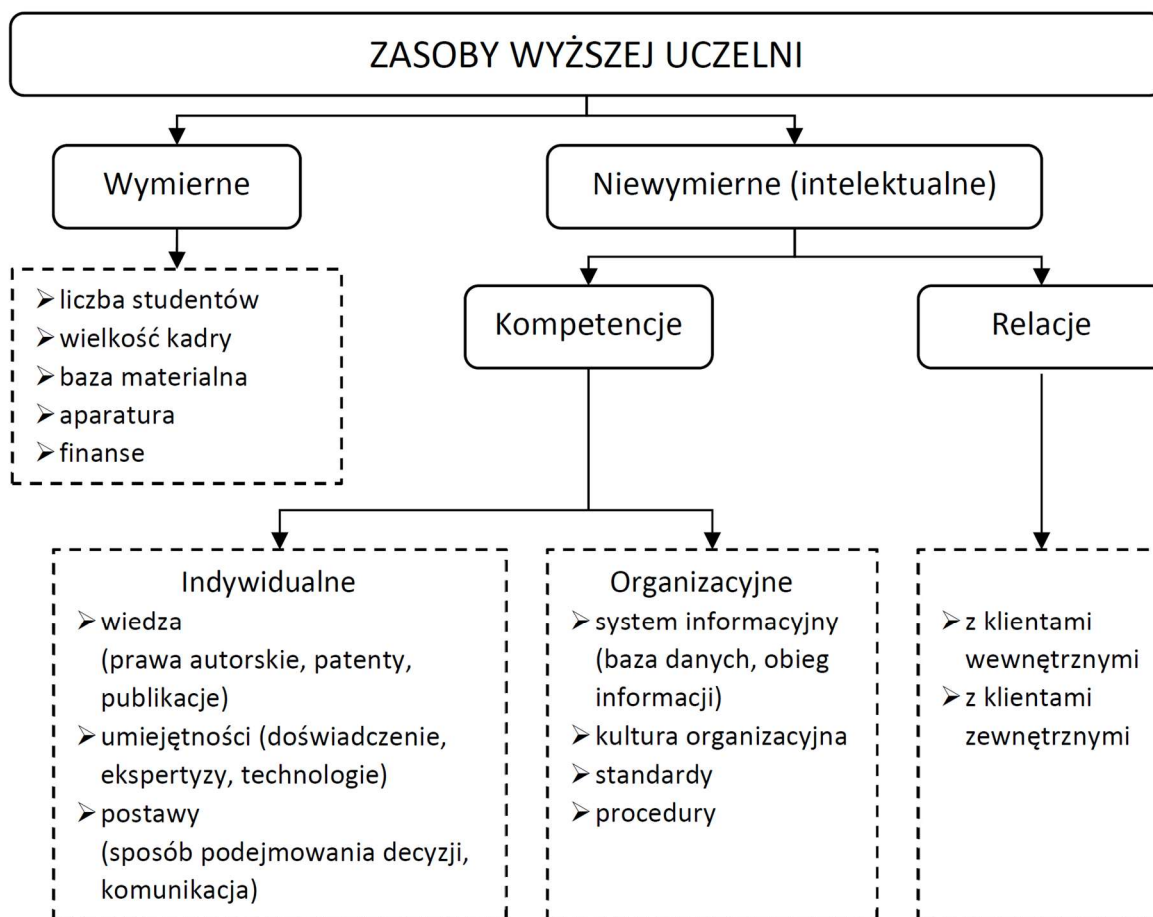 ZASOBY WYŻSZEJ UCZELNI
Wymierne
Niewymierne (intelektualne)
➢ liczba studentów
➢ wielkość kadry
➢ baza materialna
➢ aparatura
➢ finanse
Kompetencje
Relacje
Indywidualne
➢ wiedza
(prawa autorskie, patenty,
publikacje)
➢ umiejętności (doświadczenie,
ekspertyzy, technologie)
➢ postawy
(sposób podejmowania decyzji,
komunikacja)
Organizacyjne
➢ system informacyjny
(baza danych, obieg
informacji)
➢ kultura organizacyjna
➢ standardy
➢ procedury
➢ z klientami
wewnętrznymi
➢ z klientami
zewnętrznymi